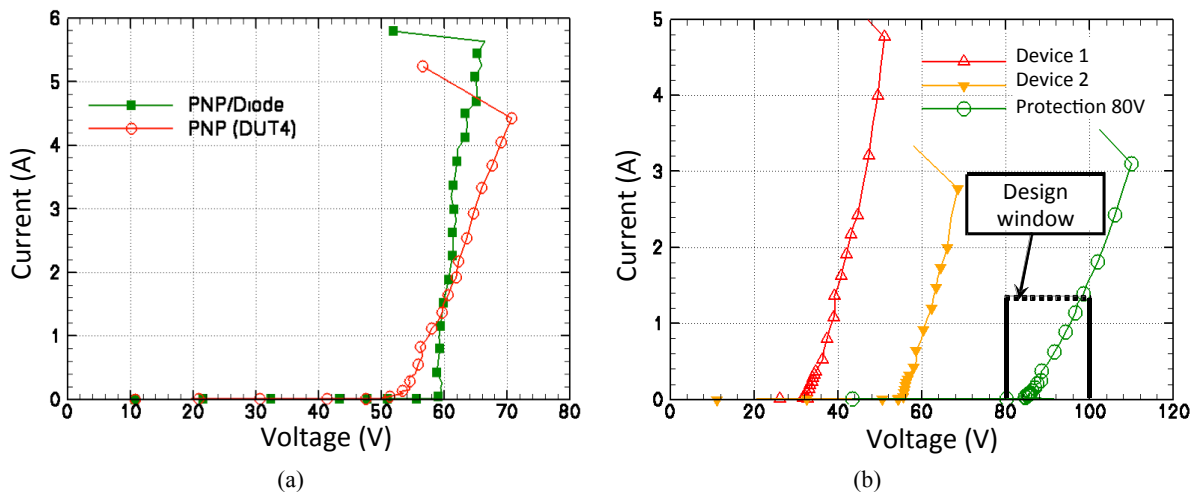 6
5
4
3
2
1
0
Current (A)
PNP/Diode
PNP (DUT4)
0 10 20 30 40 50 60 70 80
Voltage (V)
(a)
5
4
3
2
1
0
Current (A)
Device 1
Device 2
Protection 80V
Design
window
0 20 40 60 80 100 120
Voltage (V)
(b)